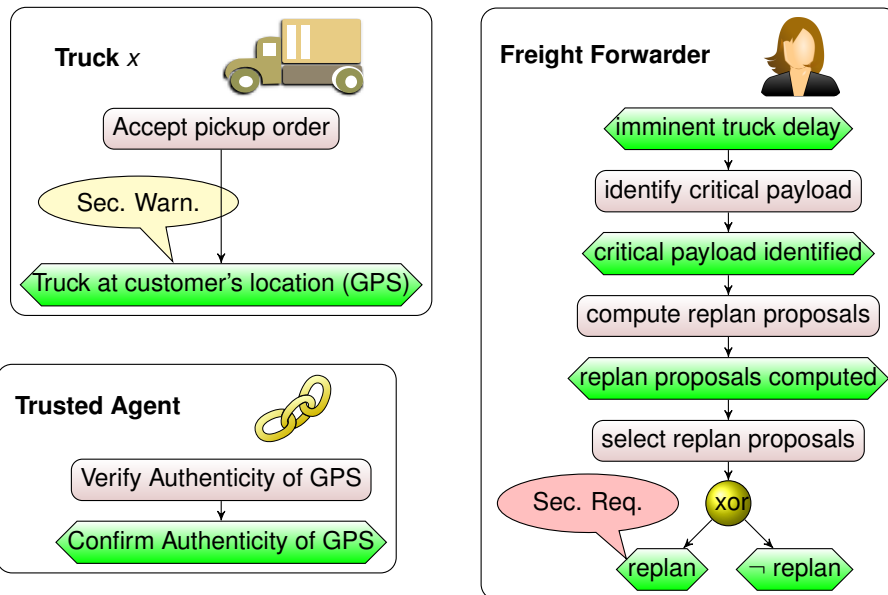 Truck x
Accept pickup order
Sec. Warn.
Truck at customer's location (GPS)
Trusted Agent
Verify Authenticity of GPS
Confirm Authenticity of GPS
Freight Forwarder
imminent truck delay
identify critical payload
critical payload identified
compute replan proposals
replan proposals computed
select replan proposals
xor
Sec. Req.
replan
¬ replan